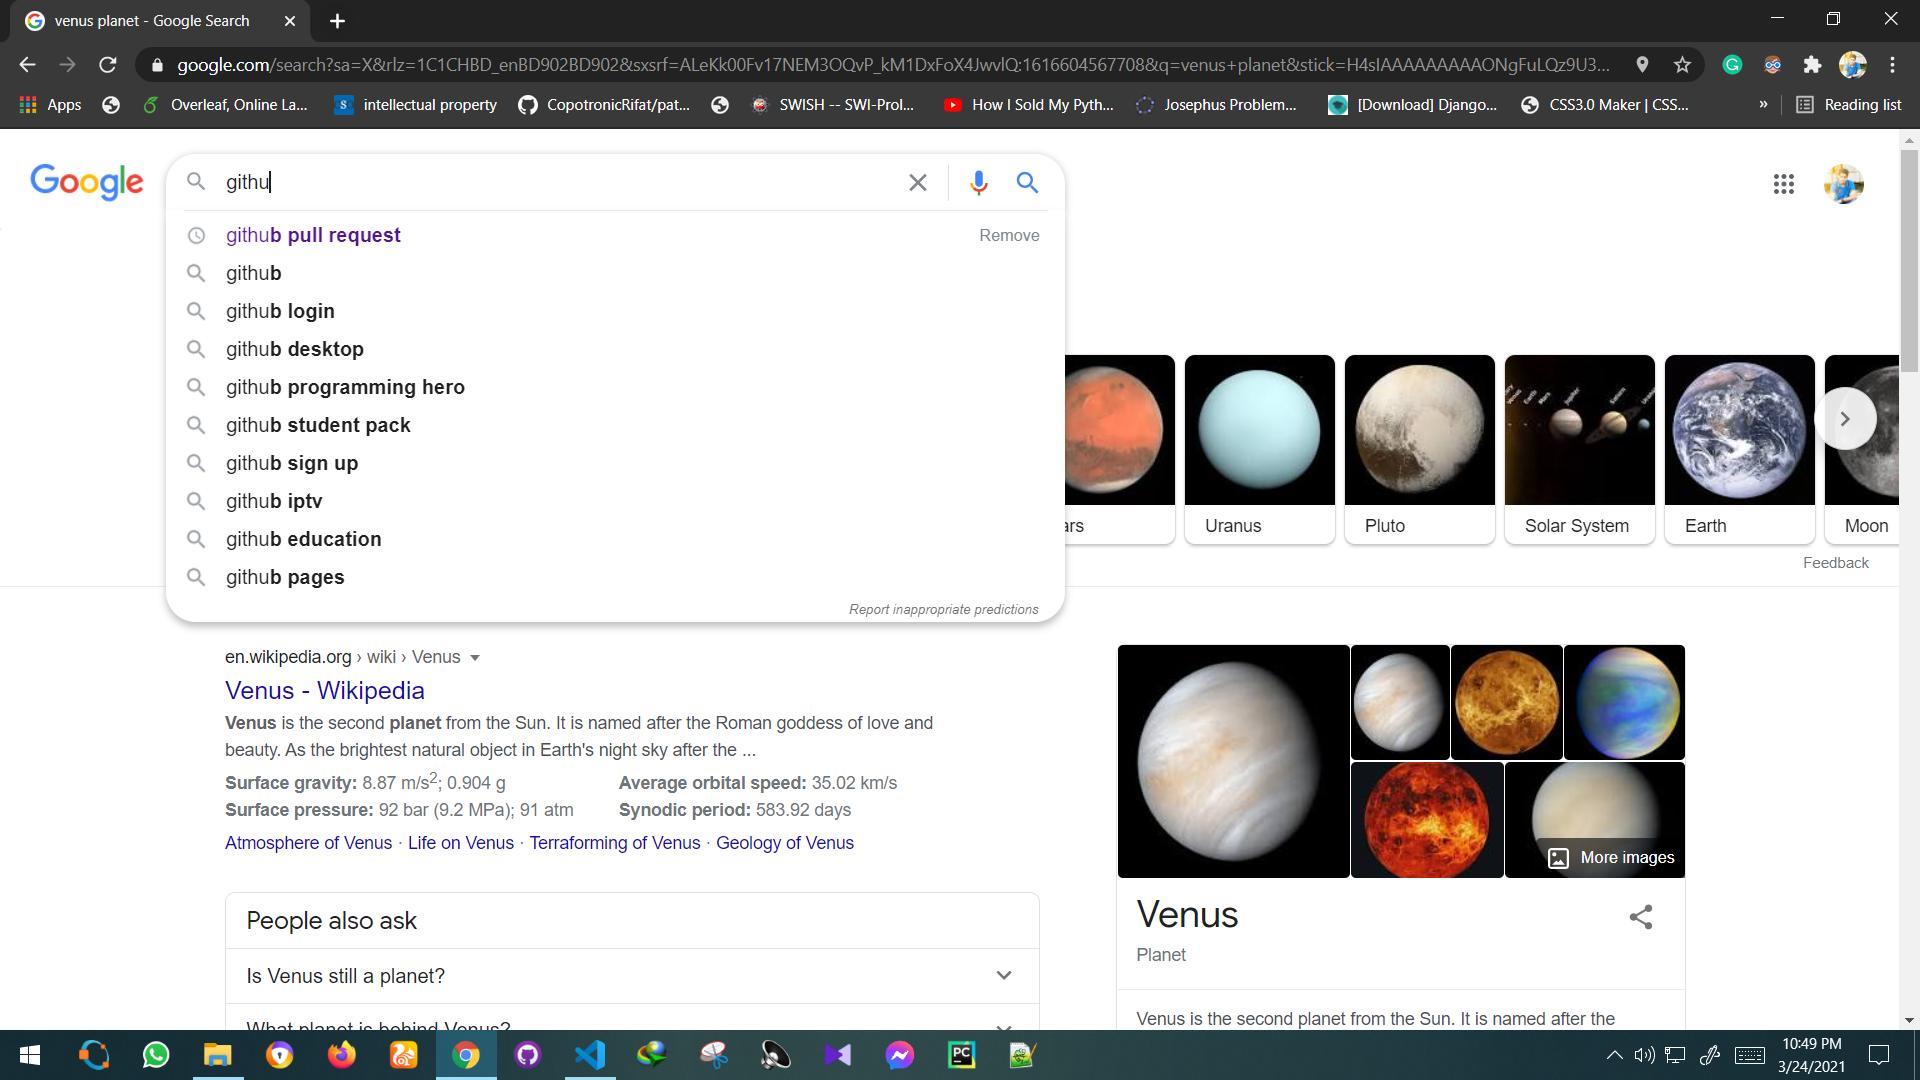 venus planet - Google Search
google.com/search?sa=X&rlz=1C1CHBD_enBD902BD902&sxsrf=ALeKk00Fv17NEM3OQvP_kM1DxFoX4JwvlQ:1616604567708&q=venus+planet&stick=H4sIAAAAAAAAAONgFuLQz9U3...
Apps
Overleaf, Online La...
intellectual property
CopotronicRifat/pat...
SWISH -- SWI-Prol...
How I Sold My Pyth...
Josephus Problem...
[Download] Django...
CSS3.0 Maker | CSS...
»
Reading list
Google
githu
github pull request
Remove
github
github login
github desktop
github programming hero
github student pack
github sign up
github iptv
github education
github pages
Report inappropriate predictions
ars
Uranus
Pluto
Solar System
Earth
Moon
Feedback
en.wikipedia.org › wiki › Venus
Venus - Wikipedia
Venus is the second planet from the Sun. It is named after the Roman goddess of love and
beauty. As the brightest natural object in Earth's night sky after the ...
Surface gravity: 8.87 m/s2; 0.904 g
Average orbital speed: 35.02 km/s
Surface pressure: 92 bar (9.2 MPa); 91 atm
Synodic period: 583.92 days
Atmosphere of Venus · Life on Venus · Terraforming of Venus · Geology of Venus
People also ask
Is Venus still a planet?
What planet is behind Venus?
More images
Venus
Planet
Venus is the second planet from the Sun. It is named after the
10:49 PM
3/24/2021